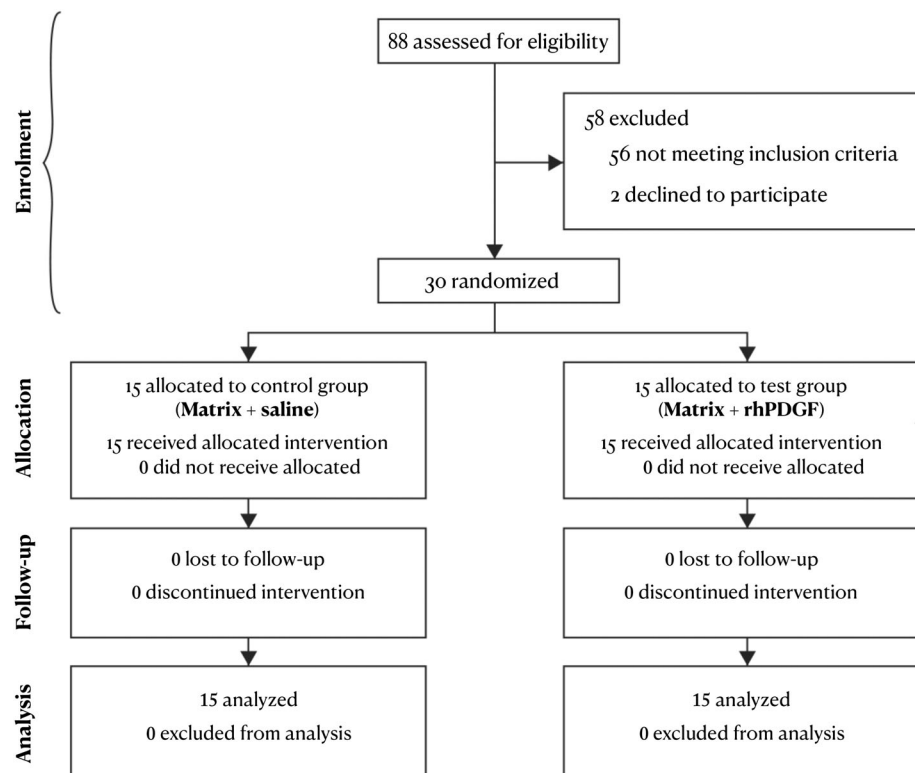 Enrolment
88 assessed for eligibility
58 excluded
56 not meeting inclusion criteria
2 declined to participate
30 randomized
Allocation
15 allocated to control group
(Matrix + saline)
15 received allocated intervention
0 did not receive allocated
15 allocated to test group
(Matrix + rhPDGF)
15 received allocated intervention
0 did not receive allocated
Follow-up
0 lost to follow-up
0 discontinued intervention
0 lost to follow-up
0 discontinued intervention
Analysis
15 analyzed
0 excluded from analysis
15 analyzed
0 excluded from analysis